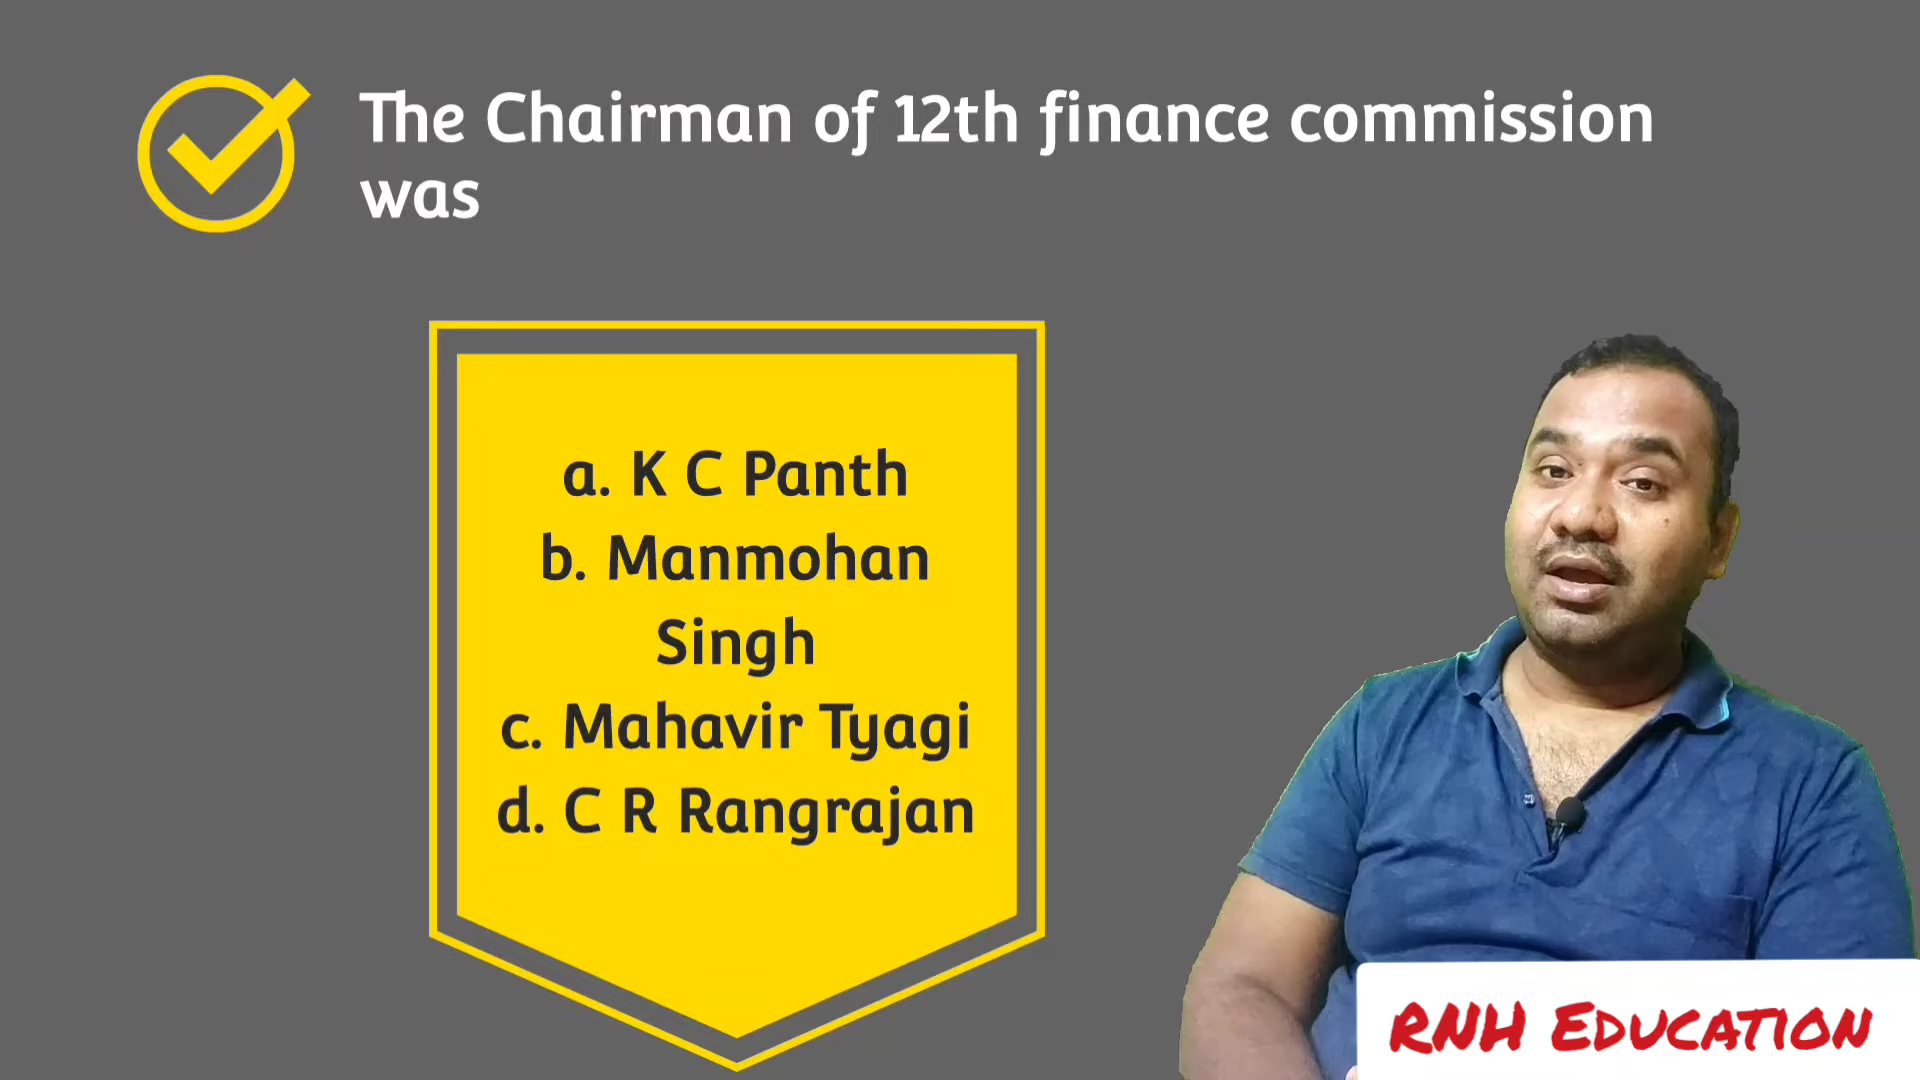 The Chairman of 12th finance commission
was
a. K C Panth
b. Manmohan
Singh
c. Mahavir Tyagi
d. C R Rangrajan
RNH EDUCATION